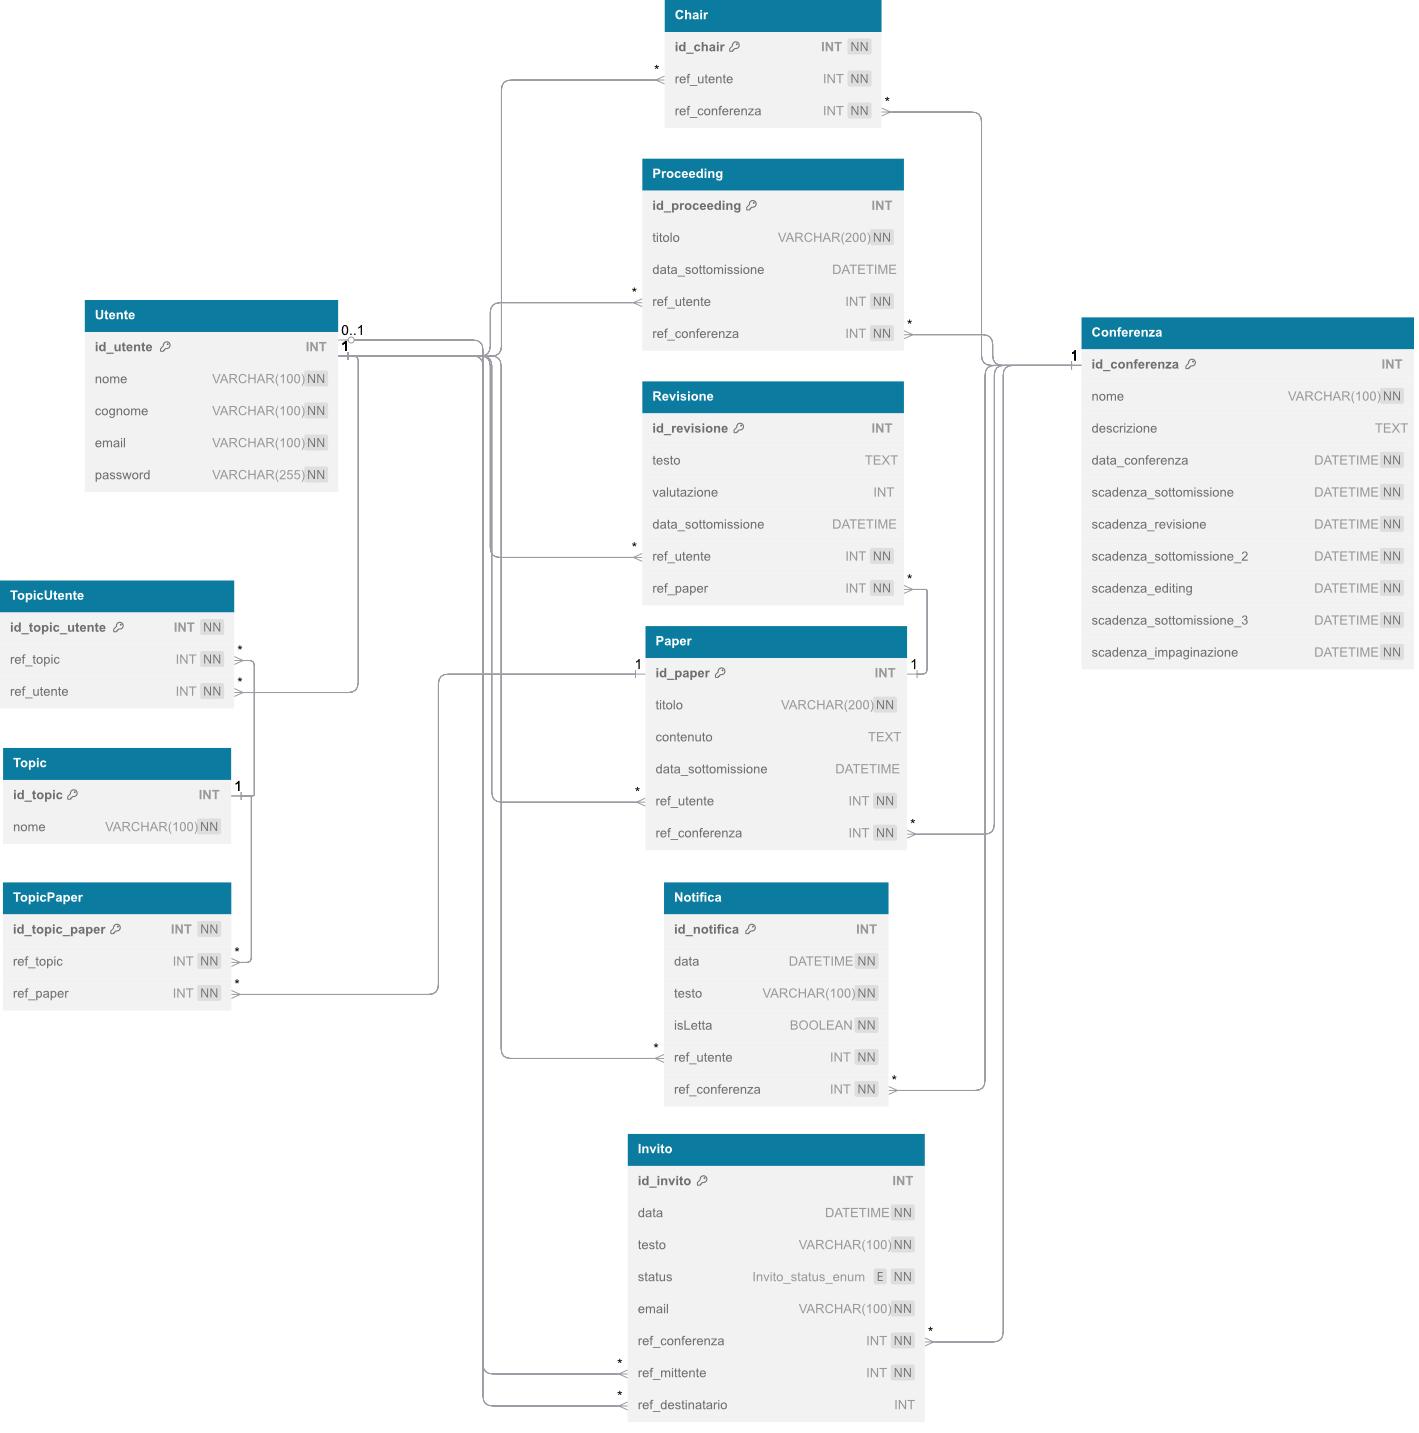 Chair
id_chair INT NN
* ref_utente INT NN
ref_conferenza INT NN *
Proceeding
id_proceeding INT
titolo VARCHAR(200) NN
data_sottomissione DATETIME
* ref_utente INT NN
ref_conferenza INT NN *
Utente
id_utente INT
nome VARCHAR(100) NN
cognome VARCHAR(100) NN
email VARCHAR(100) NN
password VARCHAR(255) NN
0..1
1
Conferenza
1
id_conferenza INT
nome VARCHAR(100) NN
descrizione TEXT
data_conferenza DATETIME NN
scadenza_sottomissione DATETIME NN
scadenza_revisione DATETIME NN
scadenza_sottomissione_2 DATETIME NN
scadenza_editing DATETIME NN
scadenza_sottomissione_3 DATETIME NN
scadenza_impaginazione DATETIME NN
Revisione
id_revisione INT
testo TEXT
valutazione INT
data_sottomissione DATETIME
* ref_utente INT NN
ref_paper INT NN *
TopicUtente
id_topic_utente INT NN
ref_topic INT NN *
ref_utente INT NN *
Paper
1 id_paper INT 1
titolo VARCHAR(200) NN
contenuto TEXT
data_sottomissione DATETIME
* ref_utente INT NN
ref_conferenza INT NN *
Topic
id_topic INT 1
nome VARCHAR(100) NN
TopicPaper
id_topic_paper INT NN
ref_topic INT NN *
ref_paper INT NN *
Notifica
id_notifica INT
data DATETIME NN
testo VARCHAR(100) NN
isLetta BOOLEAN NN
* ref_utente INT NN
ref_conferenza INT NN *
Invito
id_invito INT
data DATETIME NN
testo VARCHAR(100) NN
status Invito_status_enum E NN
email VARCHAR(100) NN
ref_conferenza INT NN *
* ref_mittente INT NN
* ref_destinatario INT